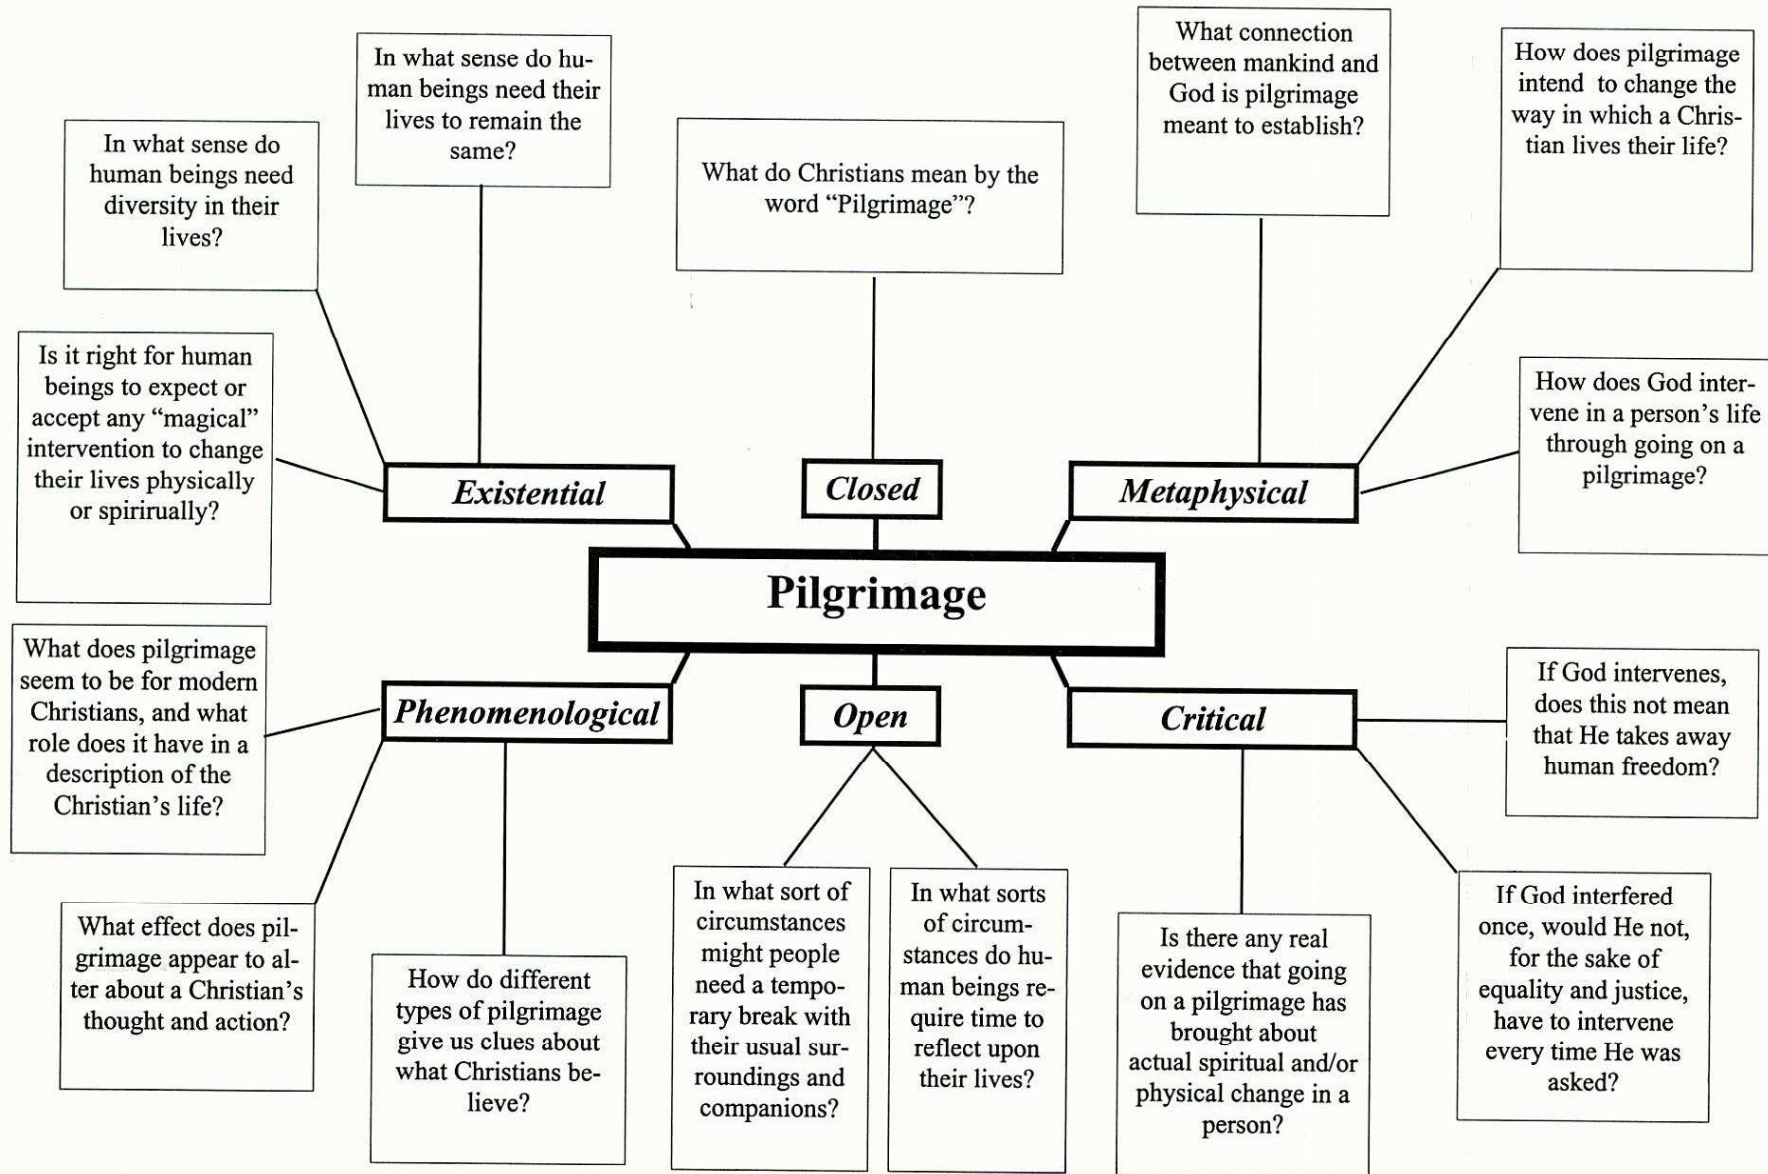 In what sense do hu-
man beings need their
lives to remain the
same?
What connection
between mankind and
God is pilgrimage
meant to establish?
How does pilgrimage
intend to change the
way in which a Chris-
tian lives their life?
In what sense do
human beings need
diversity in their
lives?
What do Christians mean by the
word “Pilgrimage”?
Is it right for human
beings to expect or
accept any “magical”
intervention to change
their lives physically
or spirirually?
How does God inter-
vene in a person’s life
through going on a
pilgrimage?
Existential
Closed
Metaphysical
Pilgrimage
Phenomenological
Open
Critical
What does pilgrimage
seem to be for modern
Christians, and what
role does it have in a
description of the
Christian’s life?
If God intervenes,
does this not mean
that He takes away
human freedom?
What effect does pil-
grimage appear to al-
ter about a Christian’s
thought and action?
How do different
types of pilgrimage
give us clues about
what Christians be-
lieve?
In what sort of
circumstances
might people
need a tempo-
rary break with
their usual sur-
roundings and
companions?
In what sorts
of circum-
stances do hu-
man beings re-
quire time to
reflect upon
their lives?
Is there any real
evidence that going
on a pilgrimage has
brought about
actual spiritual and/or
physical change in a
person?
If God interfered
once, would He not,
for the sake of
equality and justice,
have to intervene
every time He was
asked?